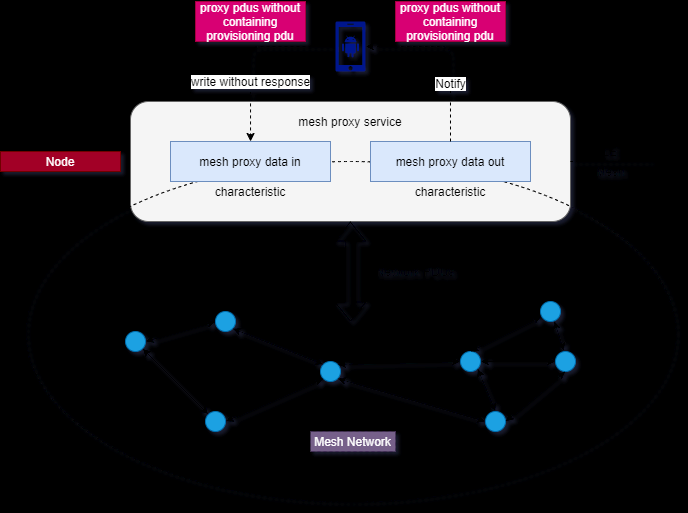 proxy pdus without
containing
provisioning pdu
proxy pdus without
containing
provisioning pdu
write without response
Notify
mesh proxy service
Node
mesh proxy data in
mesh proxy data out
characteristic
characteristic
LE
Mesh
Network PDUs
Mesh Network